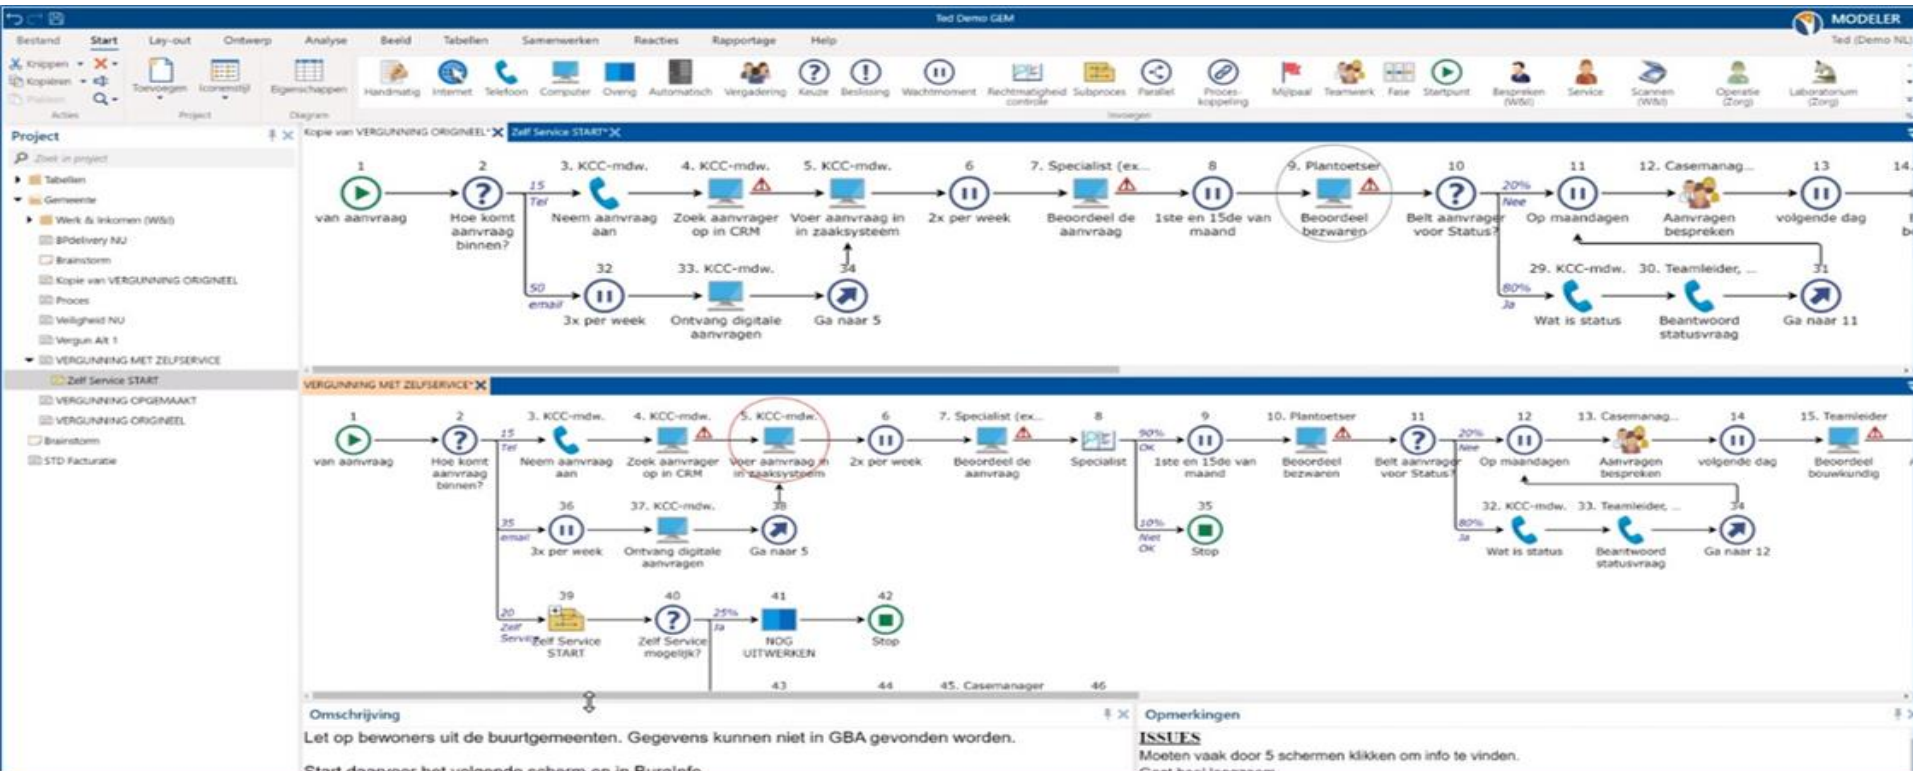 Ted Demo GEM
MODELER
Bestand Start Lay-out Ontwerp Analyse Beeld Tabellen Samenwerken Reacties Rapportage Help
Ted (Demo NL)
Knippen
Kopiëren
Plakken
Toevoegen Iconenstijl Eigenschappen Handmatig Internet Telefoon Computer Overig Automatisch Vergadering Keuze Beslissing Wachtmoment Rechtmatigheid controle Subproces Parallel Proces-koppeling Mijlpaal Teamwerk Fase Startpunt Bespreken (W&I) Service Scannen (W&I) Operatie (Zorg) Laboratorium (Zorg)
Acties Project Diagram Invoegen
Project
Zoek in project
Tabellen
Gemeente
Werk & Inkomen (W&I)
BPdelivery NU
Brainstorm
Kopie van VERGUNNING ORIGINEEL
Proces
Veiligheid NU
Vergun Alt 1
VERGUNNING MET ZELFSERVICE
Zelf Service START
VERGUNNING OPGEMAAKT
VERGUNNING ORIGINEEL
Brainstorm
STD Facturatie
Kopie van VERGUNNING ORIGINEEL* Zelf Service START*
1 2 3. KCC-mdw. 4. KCC-mdw. 5. KCC-mdw. 6 7. Specialist (ex... 8 9. Plantoetser 10 11 12. Casemanag... 13 14.
15 20%
Tel Nee
van aanvraag Hoe komt Neem aanvraag Zoek aanvrager Voer aanvraag in 2x per week Beoordeel de 1ste en 15de van Beoordeel Belt aanvrager Op maandagen Aanvragen volgende dag
aanvraag aan op in CRM in zaaksysteem aanvraag maand bezwaren voor Status? bespreken
binnen?
32 33. KCC-mdw. 34 29. KCC-mdw. 30. Teamleider, ... 31
50 80%
email Ja
3x per week Ontvang digitale Ga naar 5 Wat is status Beantwoord Ga naar 11
aanvragen statusvraag
VERGUNNING MET ZELFSERVICE*
1 2 3. KCC-mdw. 4. KCC-mdw. 5. KCC-mdw. 6 7. Specialist (ex... 8 9 10. Plantoetser 11 12 13. Casemanag... 14 15. Teamleider
15 90% 20%
Tel OK Nee
van aanvraag Hoe komt Neem aanvraag Zoek aanvrager Voer aanvraag in 2x per week Beoordeel de Specialist 1ste en 15de van Beoordeel Belt aanvrager Op maandagen Aanvragen volgende dag Beoordeel
aanvraag aan op in CRM in zaaksysteem aanvraag maand bezwaren voor Status? bespreken bouwkundig
binnen?
36 37. KCC-mdw. 38 35 32. KCC-mdw. 33. Teamleider, ... 34
35 10% 80%
email Niet Ja
OK
3x per week Ontvang digitale Ga naar 5 Stop Wat is status Beantwoord Ga naar 12
aanvragen statusvraag
39 40 41 42
20 25%
Zelf Ja
Service
Zelf Service Zelf Service NOG Stop
START mogelijk? UITWERKEN
43 44 45. Casemanager 46
Omschrijving
Let op bewoners uit de buurtgemeenten. Gegevens kunnen niet in GBA gevonden worden.
Opmerkingen
ISSUES
Moeten vaak door 5 schermen klikken om info te vinden.